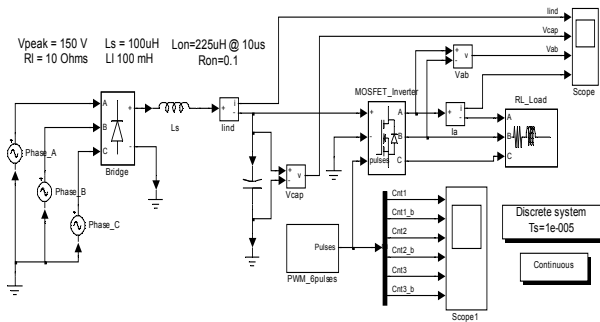 Iind
Vcap
Vab
Scope
Vpeak = 150 V Ls = 100uH Lon=225uH @ 10us
Rl = 10 Ohms Ll 100 mH Ron=0.1
v
Vab
MOSFET_Inverter
RL_Load
A
B
C
Bridge
Ls
i
Iind
A
B
C
pulses
i
Ia
A
B
C
Phase_A
Phase_B
Phase_C
v
Vcap
Pulses
PWM_6pulses
Cnt1
Cnt1_b
Cnt2
Cnt2_b
Cnt3
Cnt3_b
Scope1
Discrete system
Ts=1e-005
Continuous